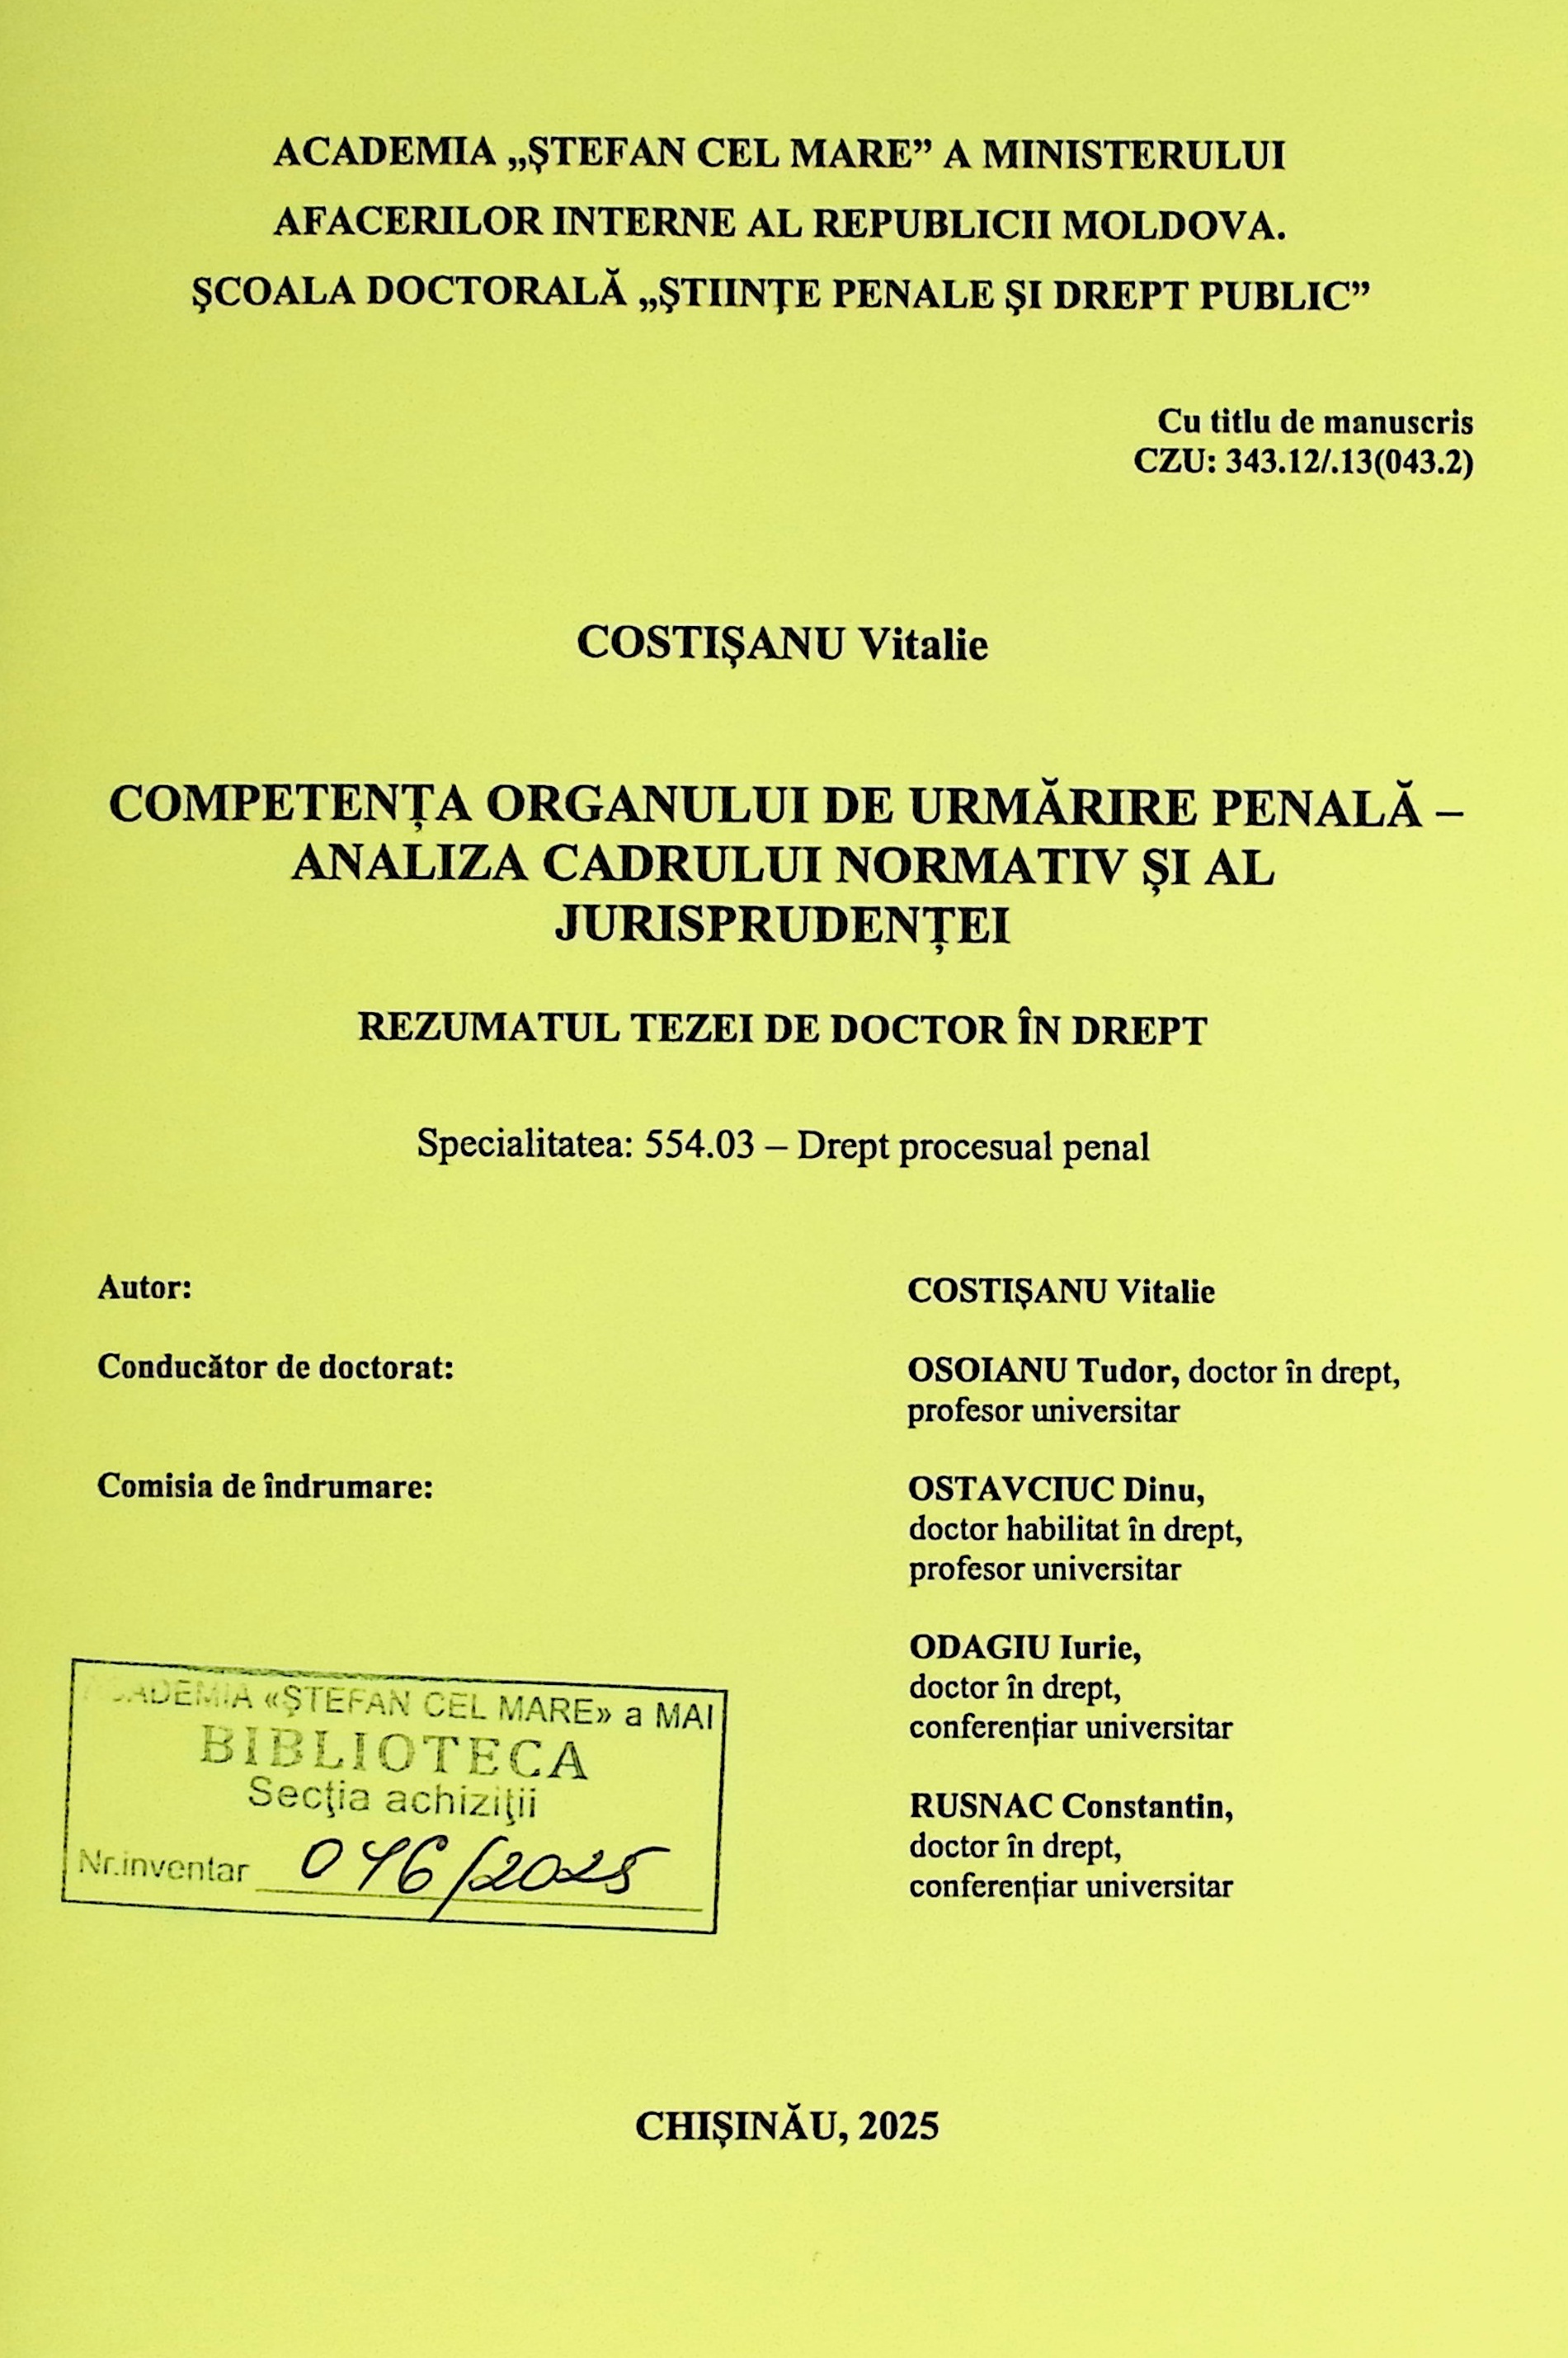 ACADEMIA „ŞTEFAN CEL MARE” A MINISTERULUI
AFACERILOR INTERNE AL REPUBLICII MOLDOVA.
ŞCOALA DOCTORALĂ „ŞTIINŢE PENALE ŞI DREPT PUBLIC”
Cu titlu de manuscris
CZU: 343.12/.13(043.2)
COSTIŞANU Vitalie
COMPETENŢA ORGANULUI DE URMĂRIRE PENALĂ –
ANALIZA CADRULUI NORMATIV ŞI AL
JURISPRUDENŢEI
REZUMATUL TEZEI DE DOCTOR ÎN DREPT
Specialitatea: 554.03 – Drept procesual penal
Autor:
COSTIŞANU Vitalie
Conducător de doctorat:
OSOIANU Tudor, doctor în drept,
profesor universitar
Comisia de îndrumare:
OSTAVCIUC Dinu,
doctor habilitat în drept,
profesor universitar
ODAGIU Iurie,
doctor în drept,
conferenţiar universitar
RUSNAC Constantin,
doctor în drept,
conferenţiar universitar
ACADEMIA «ŞTEFAN CEL MARE» a MAI
BIBLIOTECA
Secţia achiziţii
Nr.inventar 046/2025
CHIŞINĂU, 2025